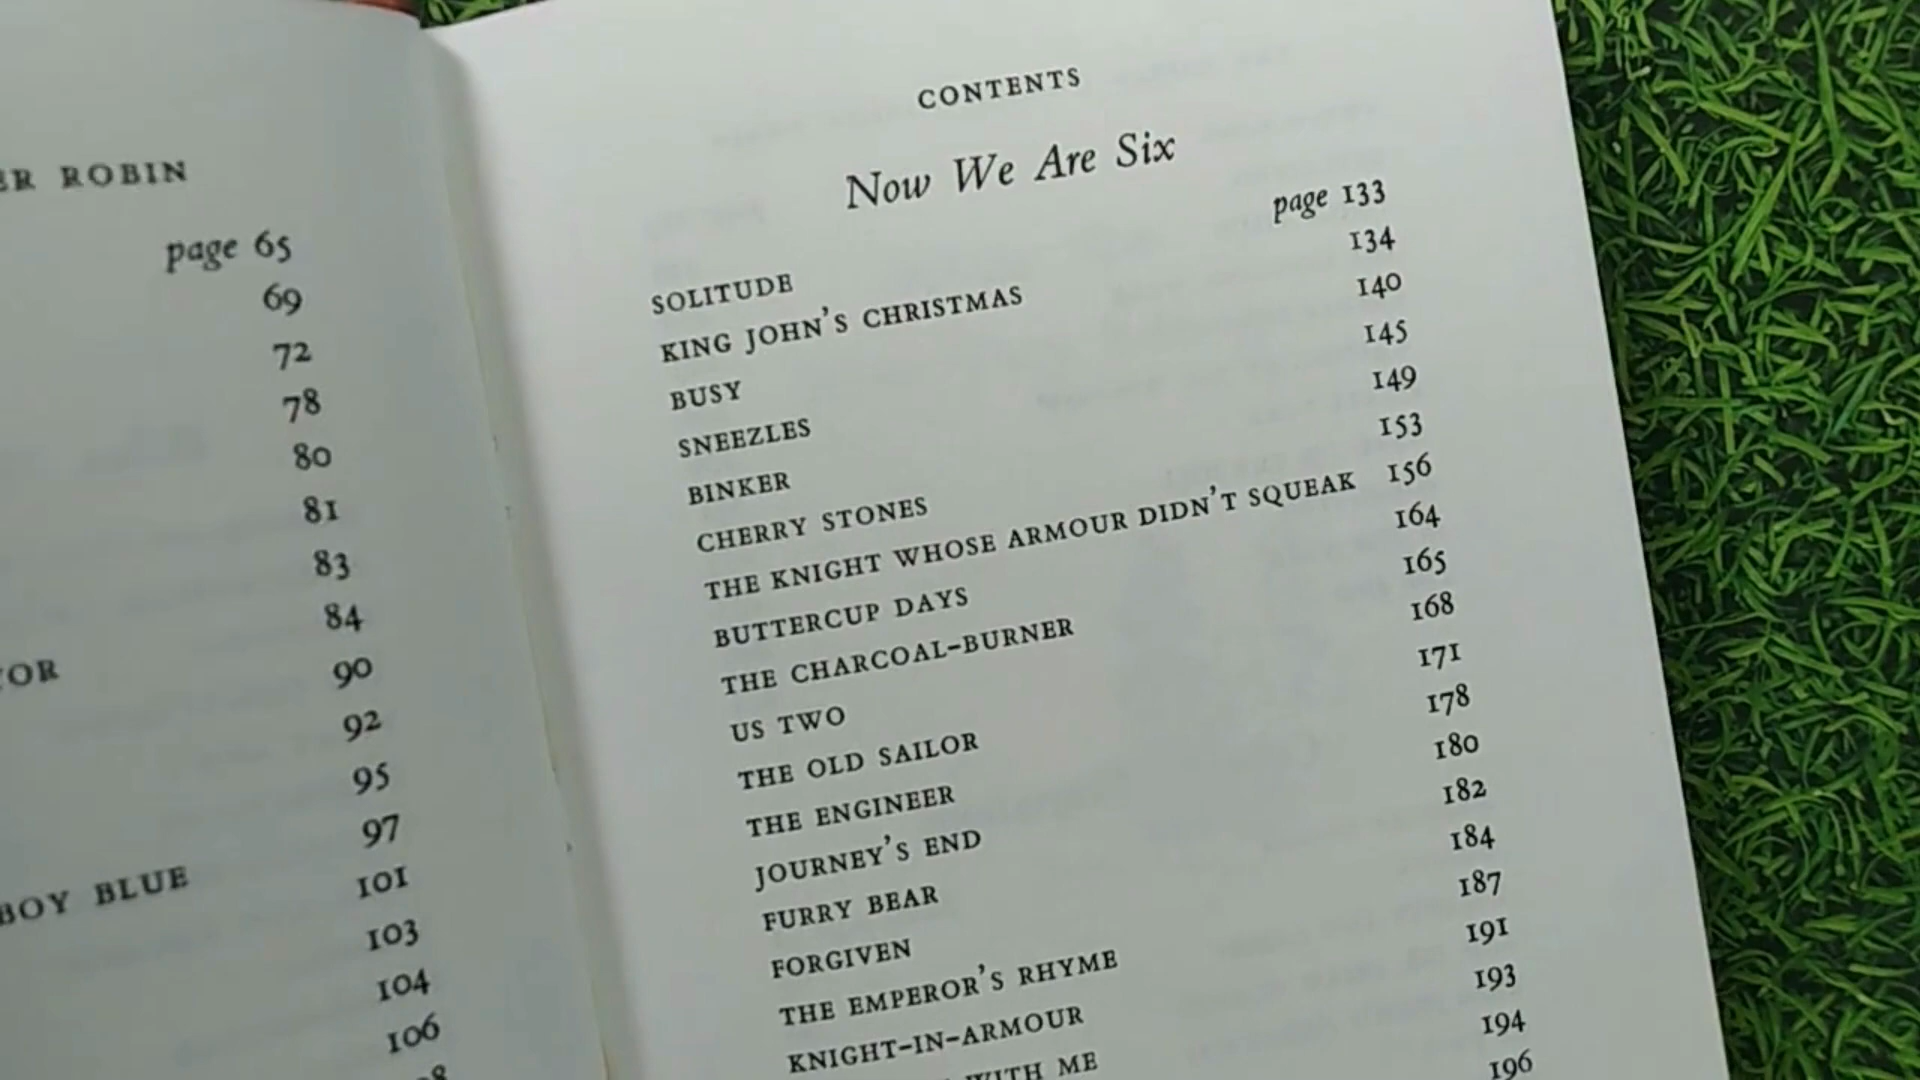 ROBIN
page 65
69
72
78
80
81
83
84
90
92
95
BOY BLUE 97
101
103
104
106
CONTENTS
Now We Are Six
SOLITUDE page 133
KING JOHN'S CHRISTMAS 134
BUSY 140
SNEEZLES 145
BINKER 149
CHERRY STONES 153
THE KNIGHT WHOSE ARMOUR DIDN'T SQUEAK 156
BUTTERCUP DAYS 164
THE CHARCOAL-BURNER 165
US TWO 168
THE OLD SAILOR 171
THE ENGINEER 178
JOURNEY'S END 180
FURRY BEAR 182
FORGIVEN 184
THE EMPEROR'S RHYME 187
KNIGHT-IN-ARMOUR 191
WITH ME 193
194
196